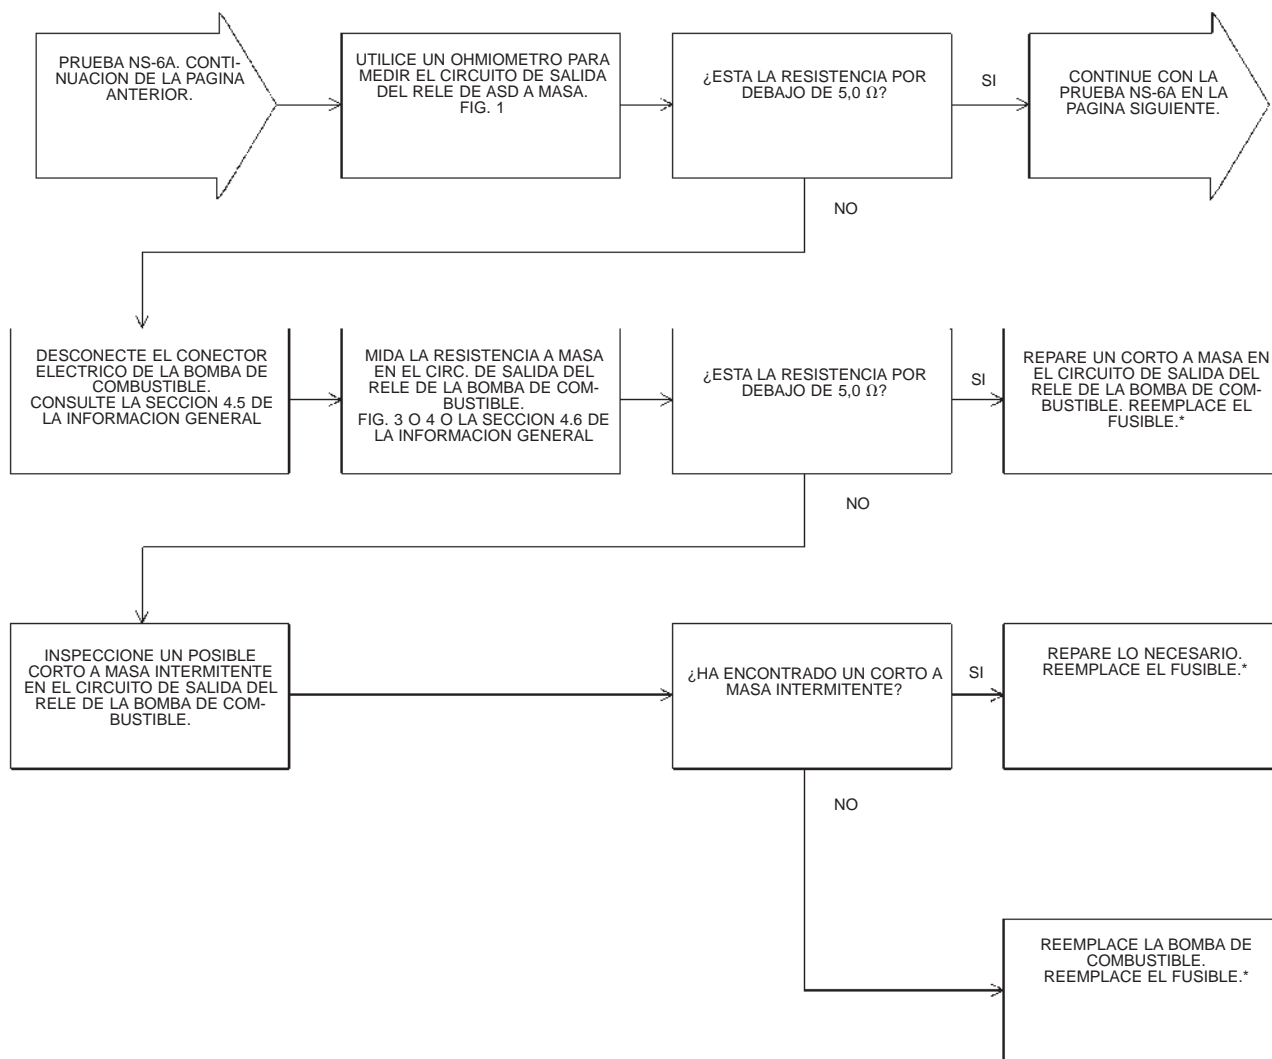 PRUEBA NS-6A. CONTI-
NUACION DE LA PAGINA
ANTERIOR.
UTILICE UN OHMIOMETRO PARA
MEDIR EL CIRCUITO DE SALIDA
DEL RELE DE ASD A MASA.
FIG. 1
¿ESTA LA RESISTENCIA POR
DEBAJO DE 5,0 Ω?
SI
CONTINUE CON LA
PRUEBA NS-6A EN LA
PAGINA SIGUIENTE.
NO
DESCONECTE EL CONECTOR
ELECTRICO DE LA BOMBA DE
COMBUSTIBLE.
CONSULTE LA SECCION 4.5 DE
LA INFORMACION GENERAL
MIDA LA RESISTENCIA A MASA
EN EL CIRC. DE SALIDA DEL
RELE DE LA BOMBA DE COM-
BUSTIBLE.
FIG. 3 O 4 O LA SECCION 4.6 DE
LA INFORMACION GENERAL
¿ESTA LA RESISTENCIA POR
DEBAJO DE 5,0 Ω?
SI
REPARE UN CORTO A MASA EN
EL CIRCUITO DE SALIDA DEL
RELE DE LA BOMBA DE COM-
BUSTIBLE. REEMPLACE EL
FUSIBLE.*
NO
INSPECCIONE UN POSIBLE
CORTO A MASA INTERMITENTE
EN EL CIRCUITO DE SALIDA DEL
RELE DE LA BOMBA DE COM-
BUSTIBLE.
¿HA ENCONTRADO UN CORTO A
MASA INTERMITENTE?
SI
REPARE LO NECESARIO.
REEMPLACE EL FUSIBLE.*
NO
REEMPLACE LA BOMBA DE
COMBUSTIBLE.
REEMPLACE EL FUSIBLE.*